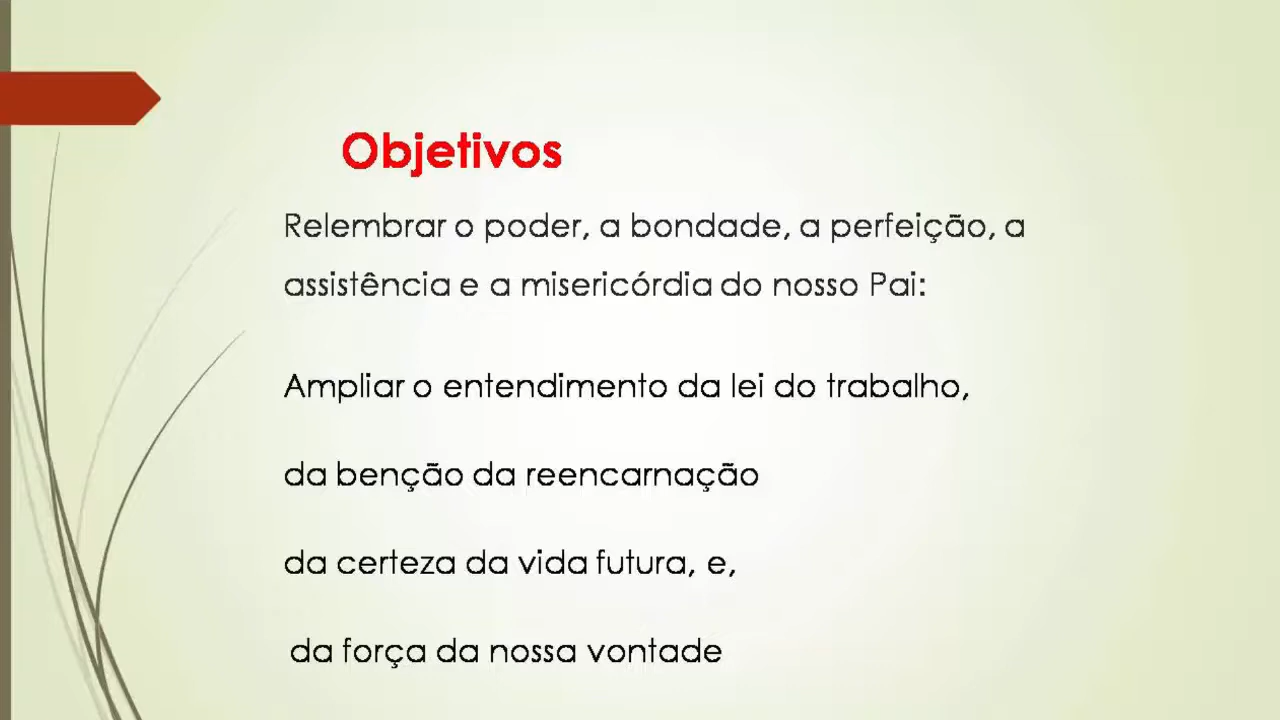 Objetivos
Relembrar o poder, a bondade, a perfeição, a
assistência e a misericórdia do nosso Pai:
Ampliar o entendimento da lei do trabalho,
da benção da reencarnação
da certeza da vida futura, e,
da força da nossa vontade